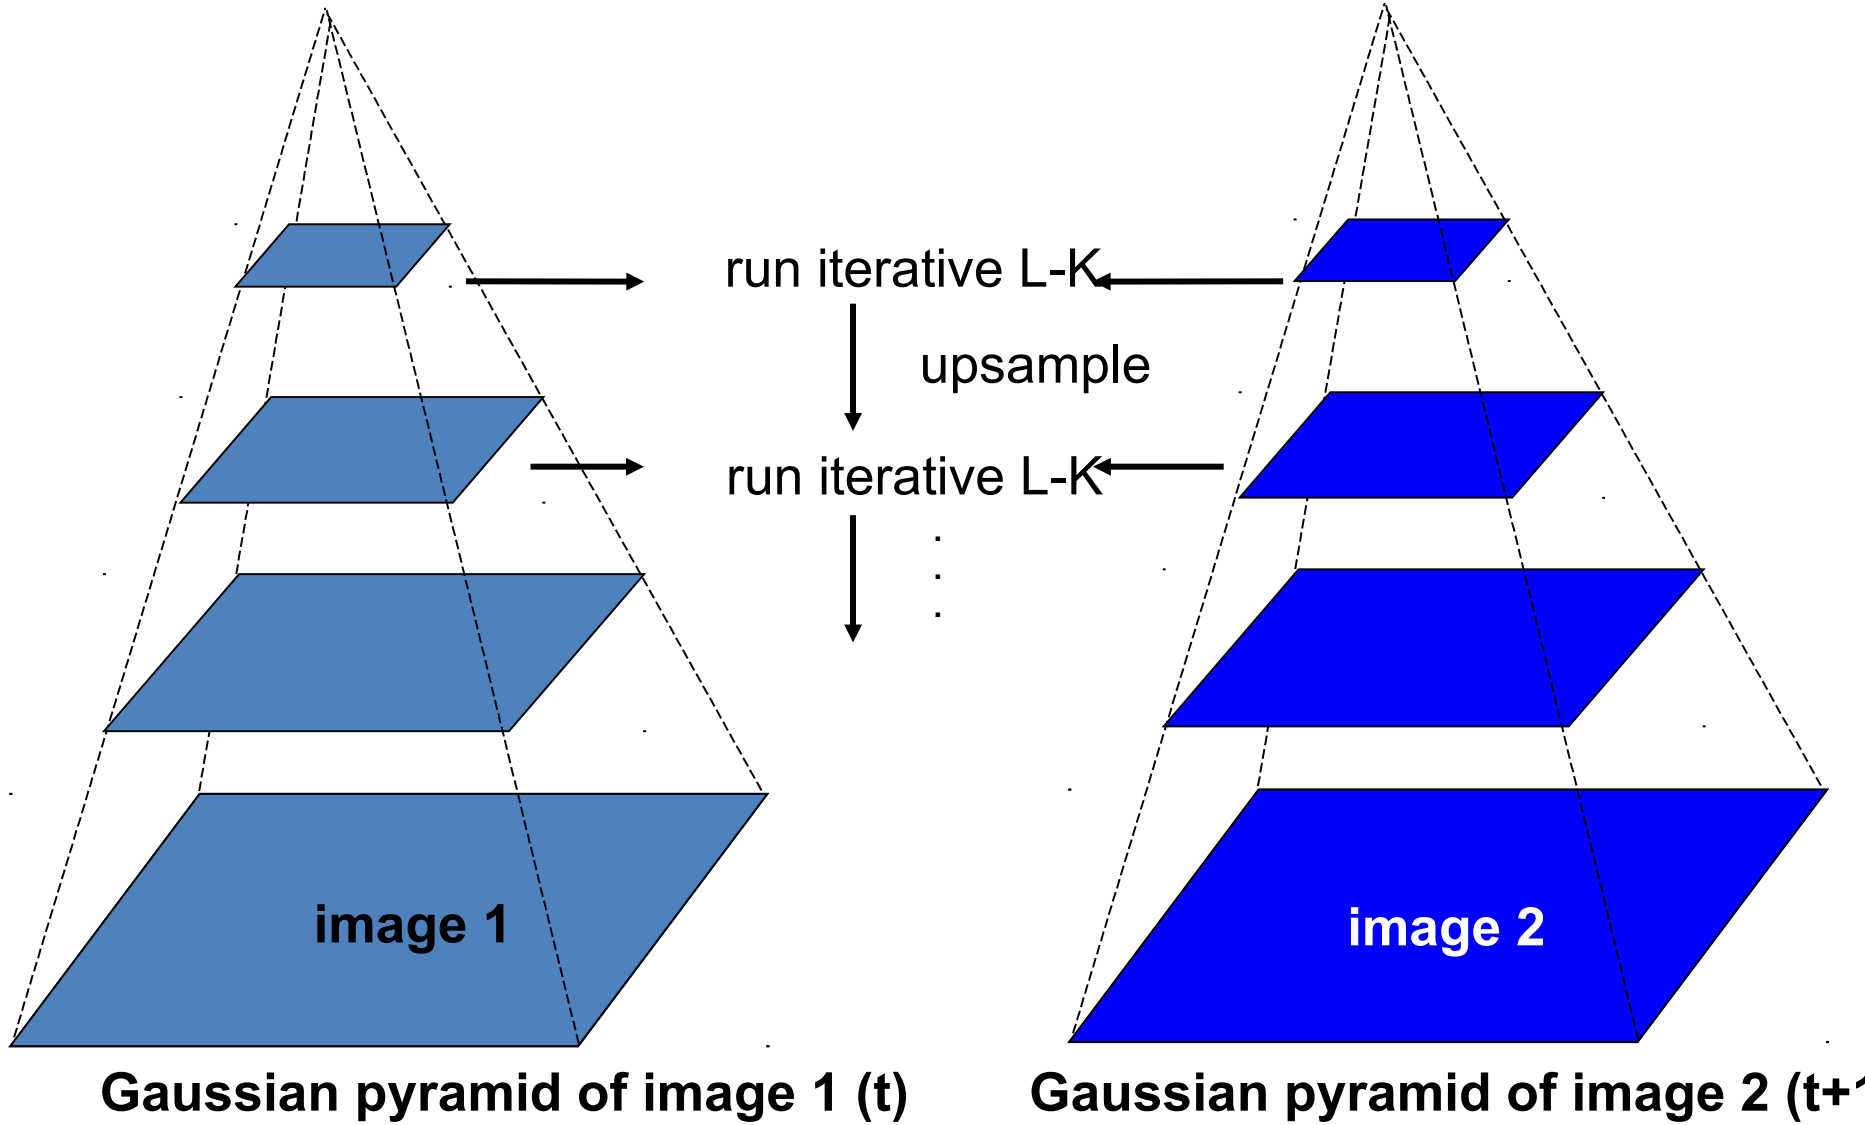 run iterative L-K
upsample
run iterative L-K
.
.
.
image 1
image 2
Gaussian pyramid of image 1 (t)
Gaussian pyramid of image 2 (t+1